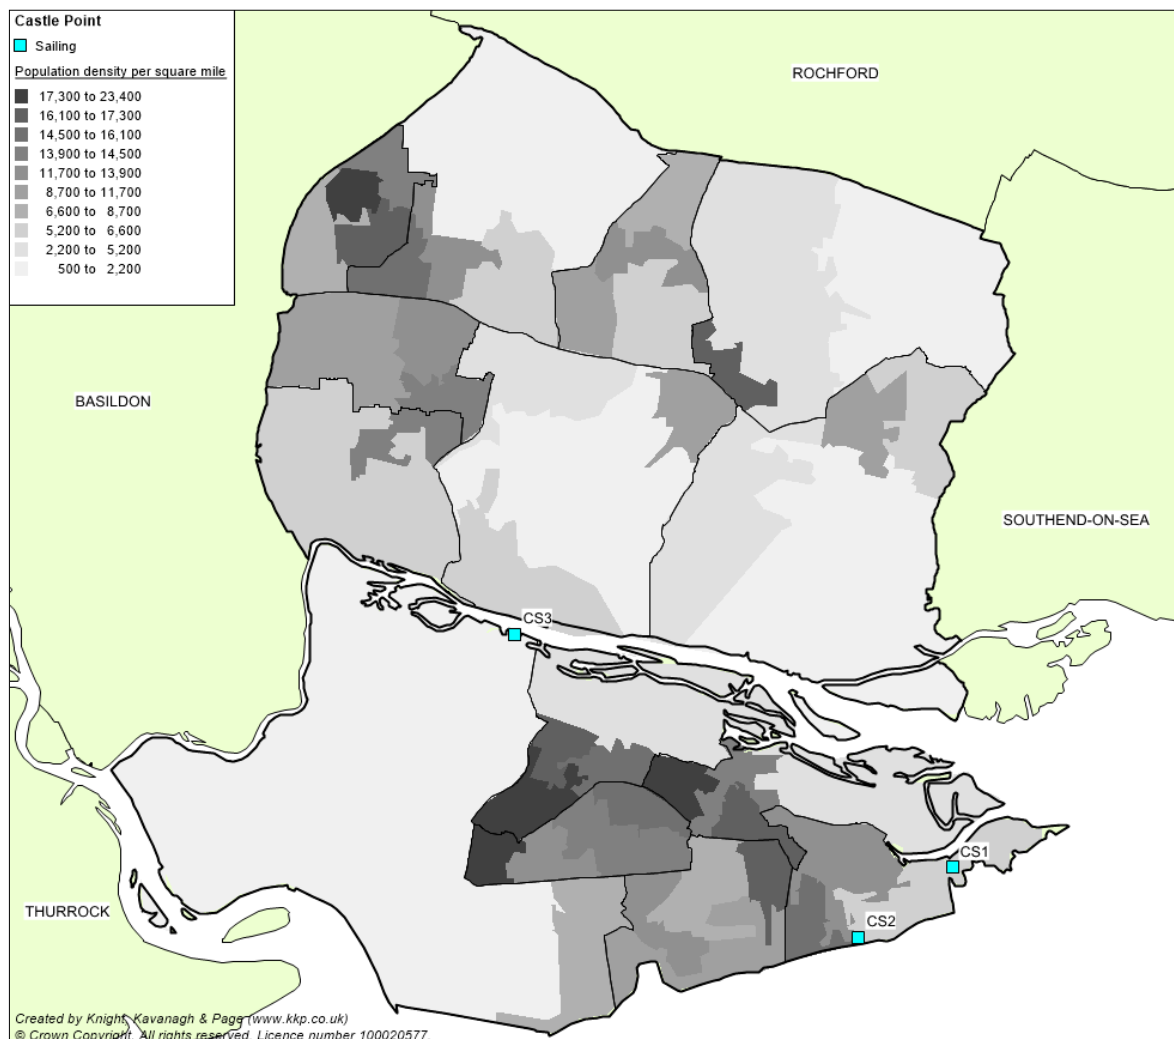 Castle Point
Sailing
Population density per square mile
17,300 to 23,400
16,100 to 17,300
14,500 to 16,100
13,900 to 14,500
11,700 to 13,900
8,700 to 11,700
6,600 to 8,700
5,200 to 6,600
2,200 to 5,200
500 to 2,200
ROCHFORD
BASILDON
SOUTHEND-ON-SEA
CS3
CS1
THURROCK
CS2
Created by Knight, Kavanagh & Page (www.kkp.co.uk)
© Crown Copyright. All rights reserved. Licence number 100020577.